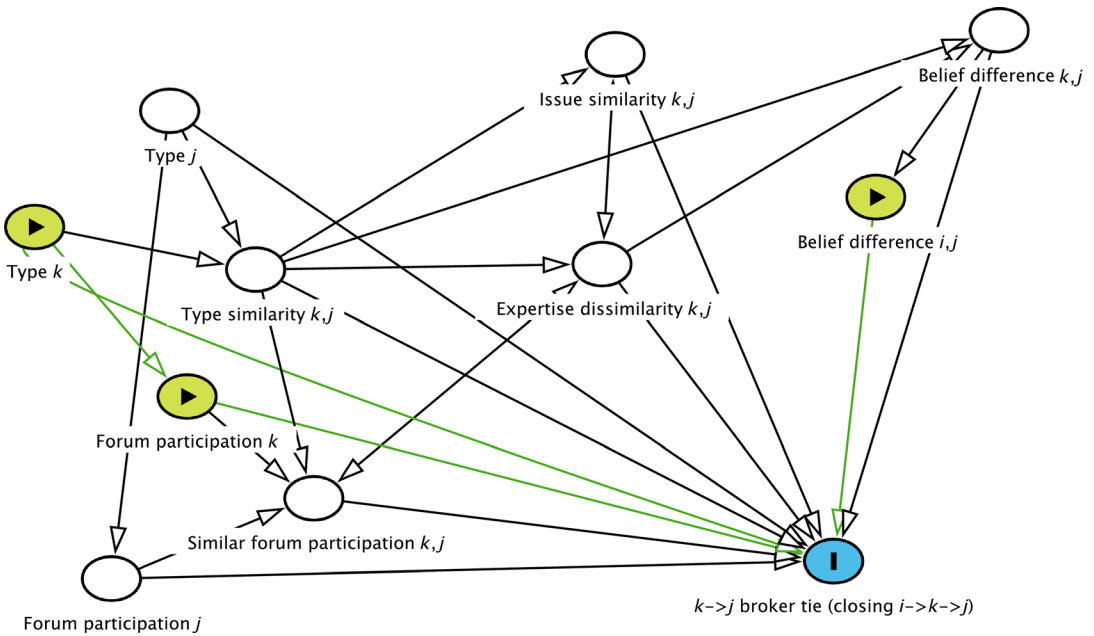 Belief difference k,j
Issue similarity k,j
Type j
Belief difference i,j
Type k
Type similarity k,j
Expertise dissimilarity k,j
Forum participation k
Similar forum participation k,j
k->j broker tie (closing i->k->j)
Forum participation j